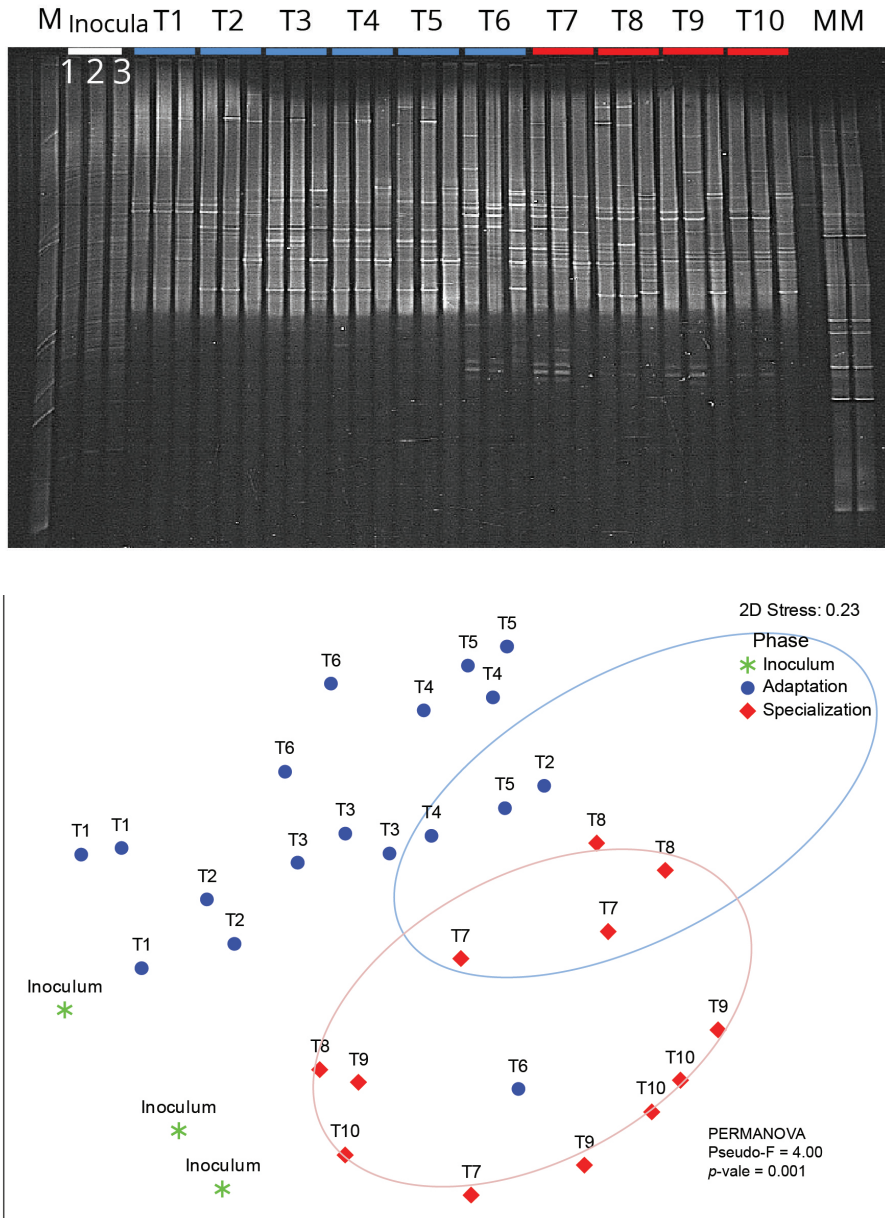 M Inocula T1 T2 T3 T4 T5 T6 T7 T8 T9 T10 MM
1 2 3
2D Stress: 0.23
Phase
Inoculum
Adaptation
Specialization
T5
T5
T6
T4
T4
T6
T5
T2
T1
T1
T3
T3
T4
T8
T3
T8
T2
T2
T7
T1
T7
Inoculum
T9
T8
T9
T6
T10
T10
Inoculum
T10
T9
Inoculum
T7
PERMANOVA
Pseudo-F = 4.00
p-vale = 0.001